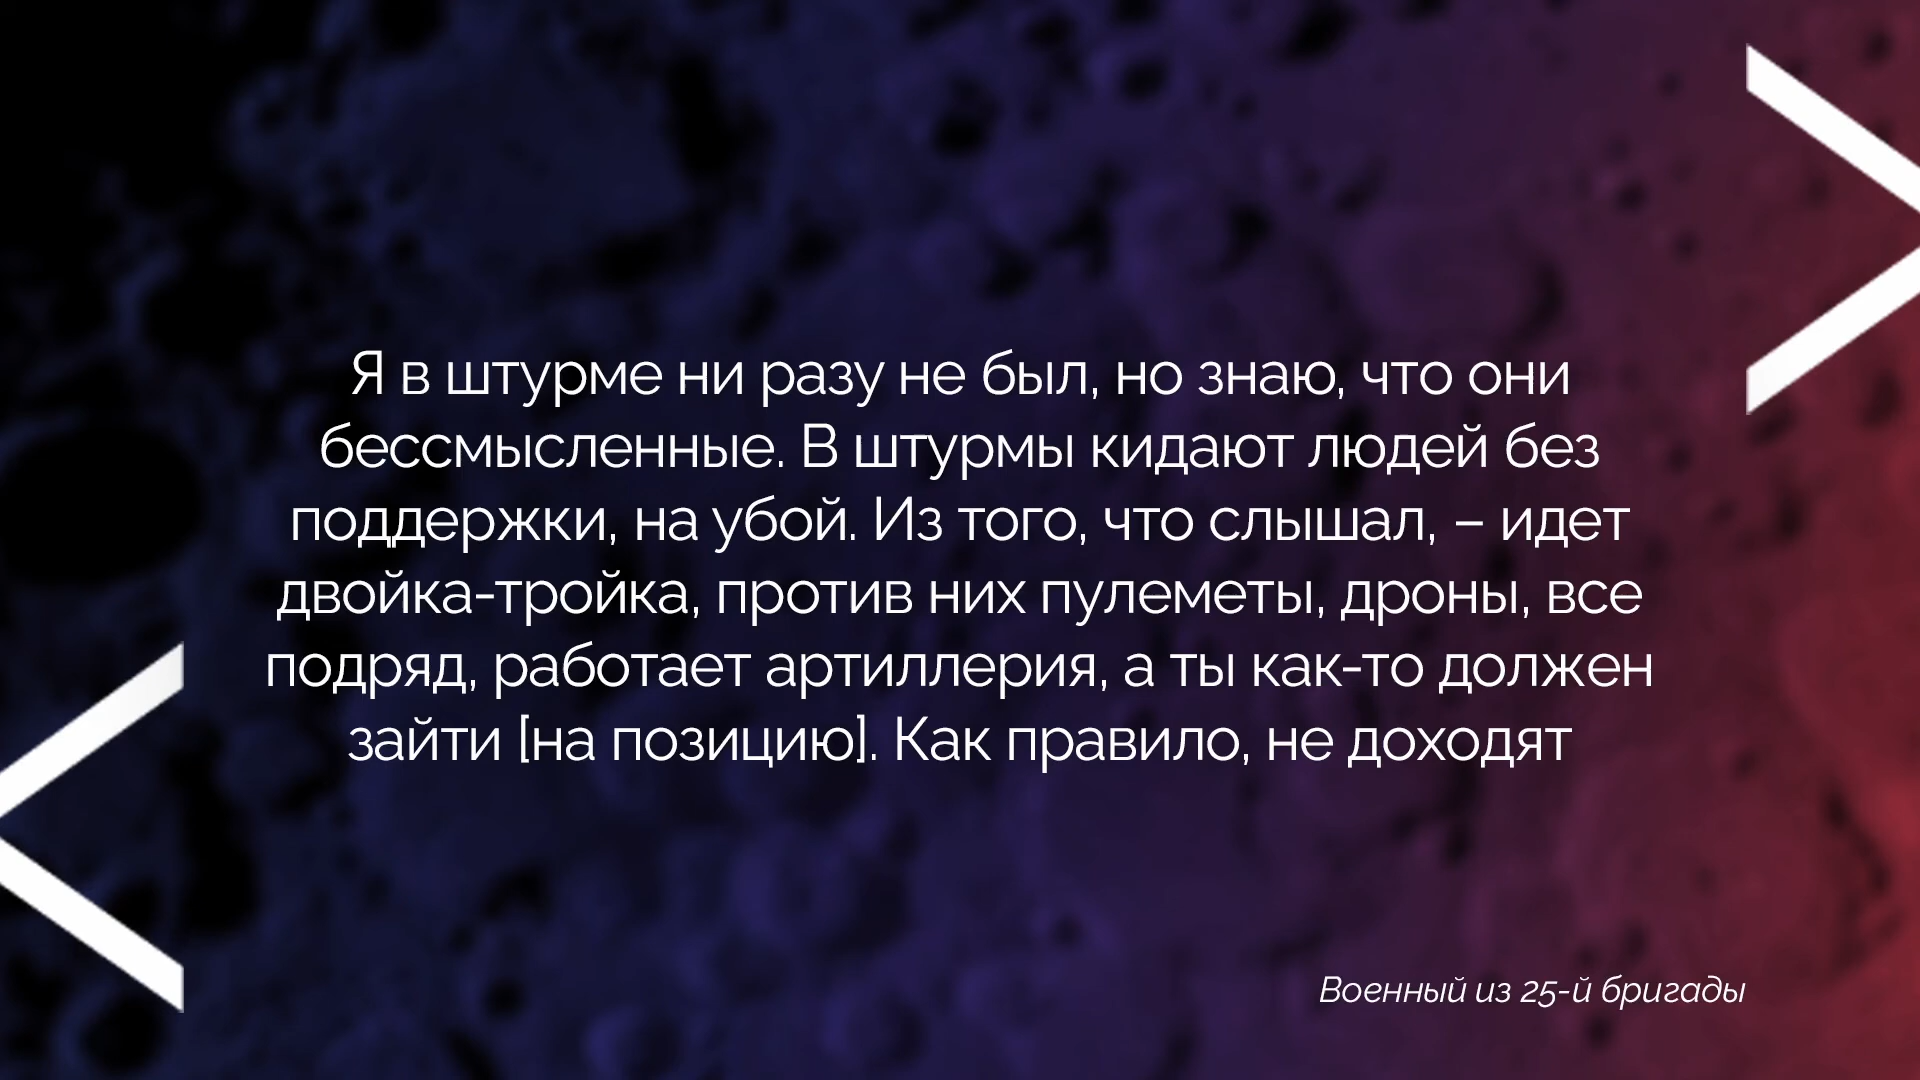 Я в штурме ни разу не был, но знаю, что они
бессмысленные. В штурмы кидают людей без
поддержки, на убой. Из того, что слышал, – идет
двойка-тройка, против них пулеметы, дроны, все
подряд, работает артиллерия, а ты как-то должен
зайти [на позицию]. Как правило, не доходят
Военный из 25-й бригады